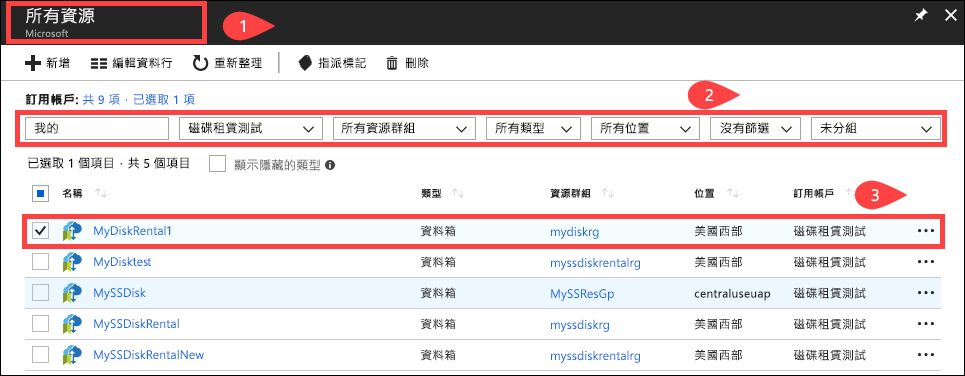 所有資源
Microsoft
1
新增 編輯資料行 重新整理 指派標記 刪除
訂用帳戶: 共 9 項，已選取 1 項
2
我的 磁碟租賃測試 所有資源群組 所有類型 所有位置 沒有篩選 未分組
已選取 1 個項目，共 5 個項目 顯示隱藏的類型
名稱 類型 資源群組 位置 訂用帳戶 3
MyDiskRental1 資料箱 mydiskrg 美國西部 磁碟租賃測試
MyDisktest 資料箱 myssdiskrentalrg 美國西部 磁碟租賃測試
MySSDisk 資料箱 MySSResGp centraluseuap 磁碟租賃測試
MySSDiskRental 資料箱 myssdiskrg 美國西部 磁碟租賃測試
MySSDiskRentalNew 資料箱 myssdiskrentalrg 美國西部 磁碟租賃測試